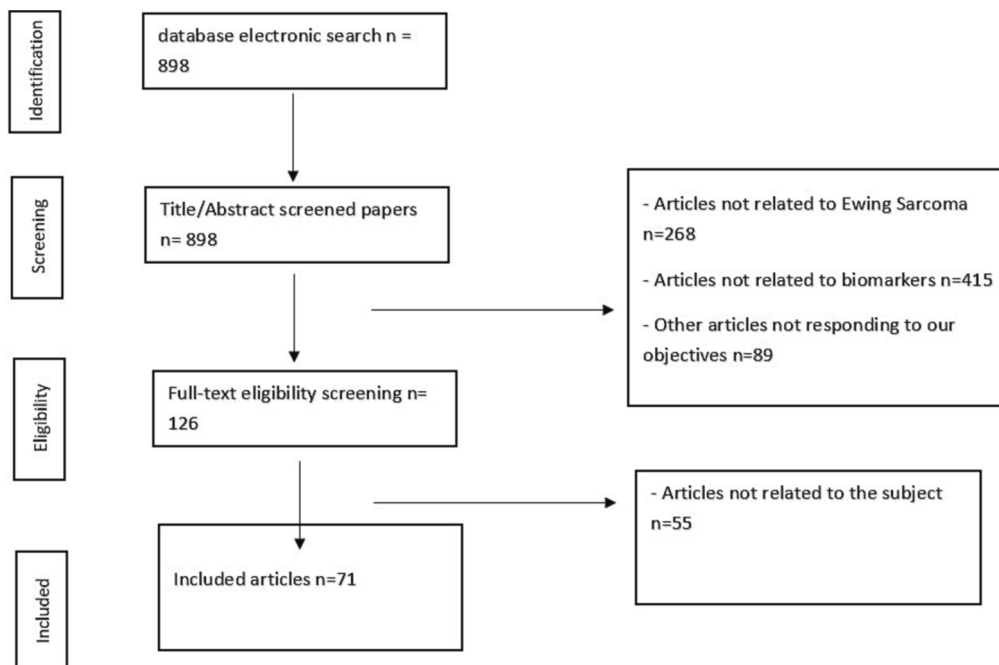 Identification
database electronic search n =
898
Screening
Title/Abstract screened papers
n= 898
- Articles not related to Ewing Sarcoma
n=268
- Articles not related to biomarkers n=415
- Other articles not responding to our
objectives n=89
Eligibility
Full-text eligibility screening n=
126
- Articles not related to the subject
n=55
Included
Included articles n=71